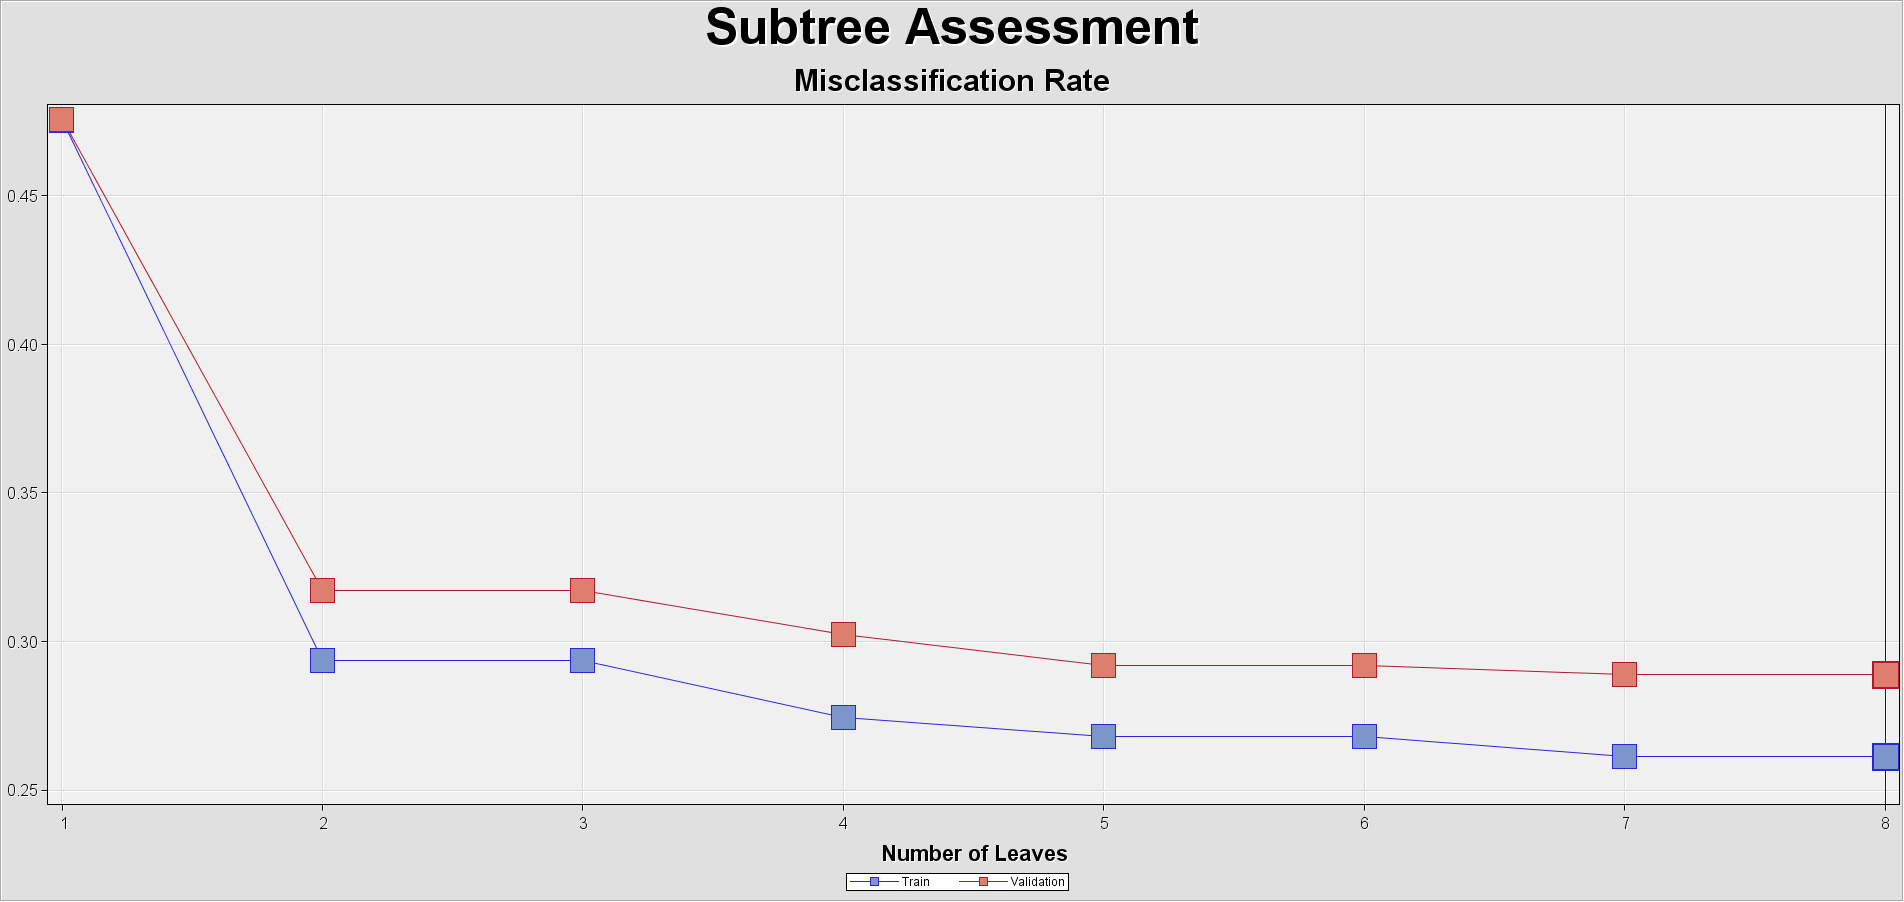 Subtree Assessment
Misclassification Rate
0.45
0.40
0.35
0.30
0.25
1 2 3 4 5 6 7 8
Number of Leaves
Train Validation